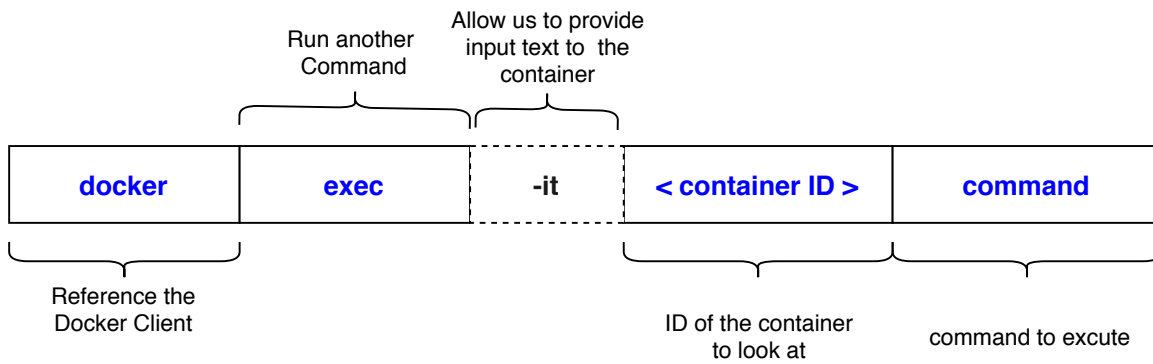 Allow us to provide
input text to the
container
Run another
Command
docker
exec
-it
< container ID >
command
Reference the
Docker Client
ID of the container
to look at
command to excute